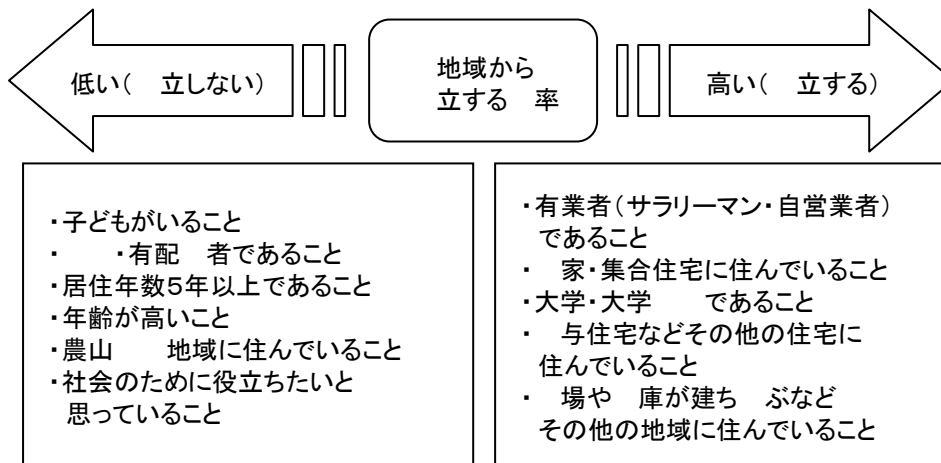 低い( 立しない)
地域から
立する 率
高い( 立する)
・子どもがいること
・ ・有配 者であること
・居住年数5年以上であること
・年齢が高いこと
・農山 地域に住んでいること
・社会のために役立ちたいと
思っていること
・有業者(サラリーマン・自営業者)
であること
・ 家・集合住宅に住んでいること
・大学・大学 であること
・ 与住宅などその他の住宅に
住んでいること
・ 場や 庫が建ち ぶなど
その他の地域に住んでいること